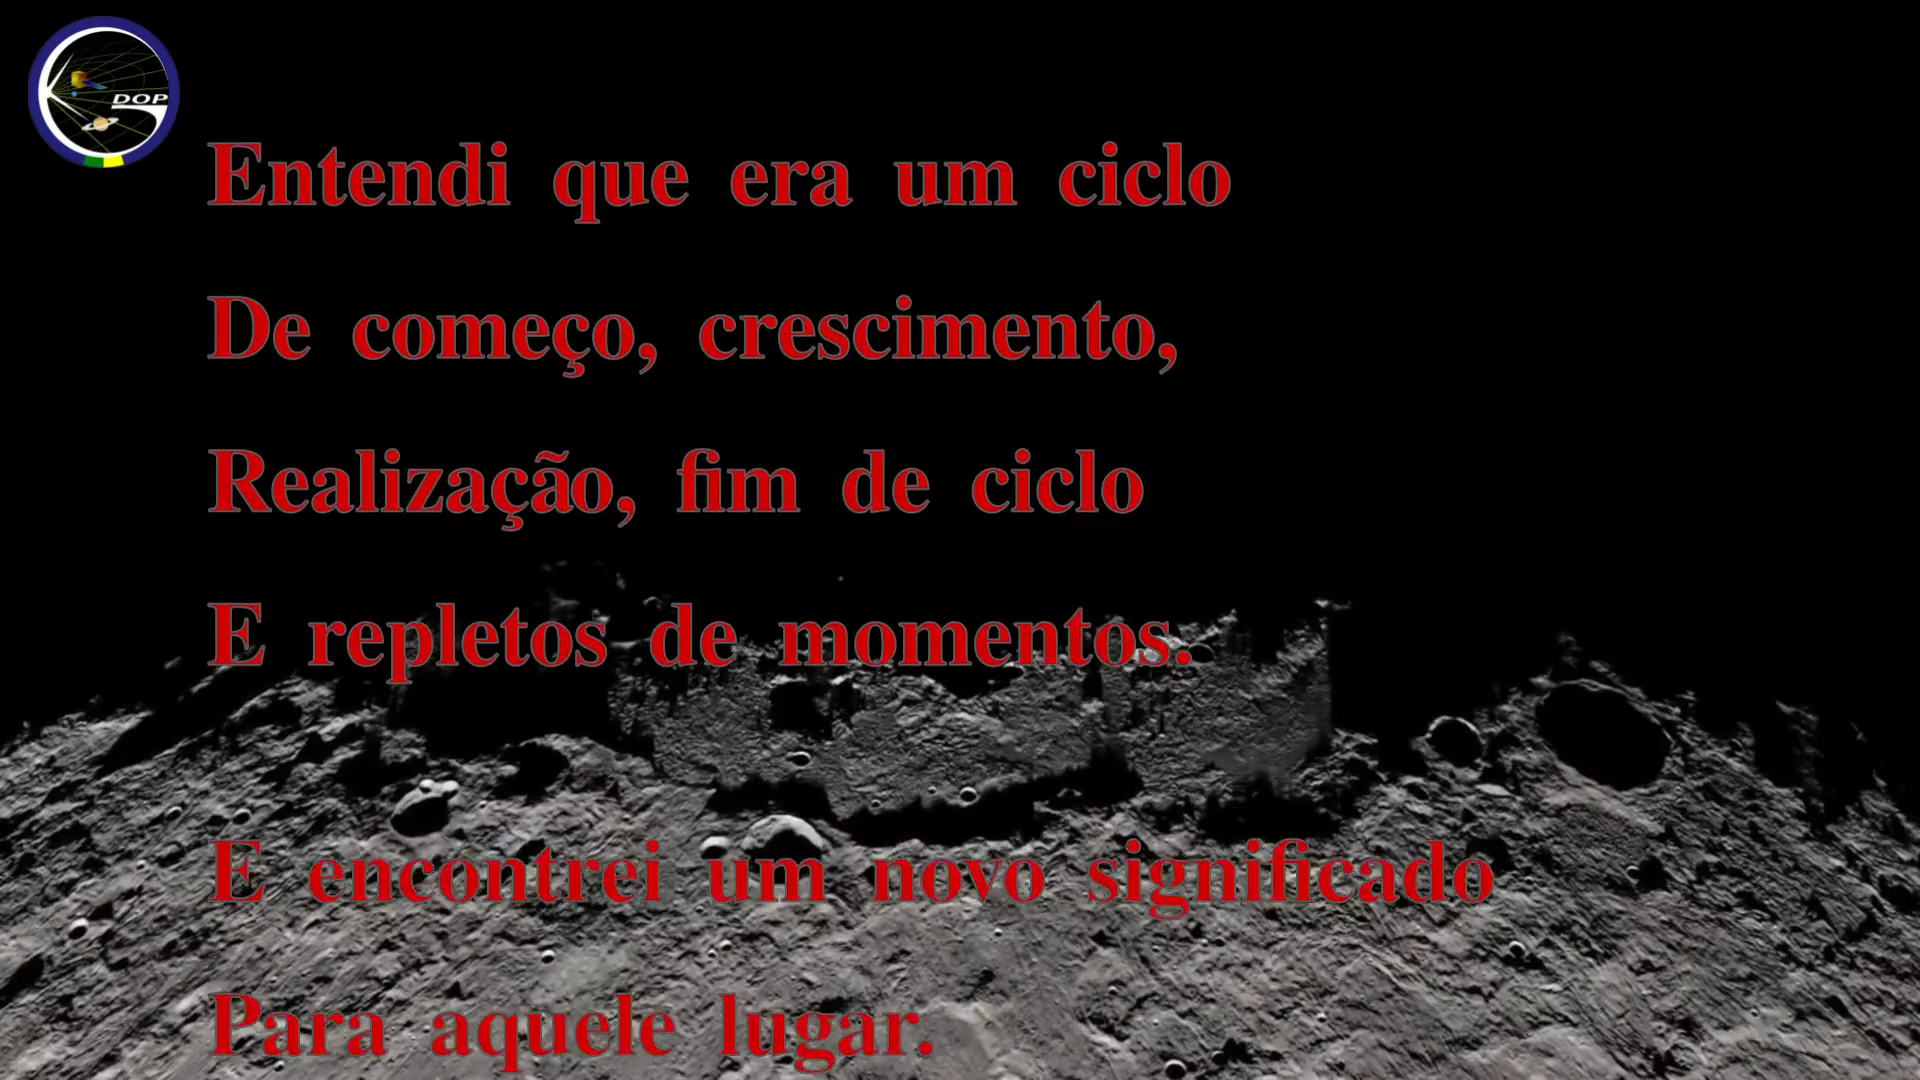 DOP
Entendi que era um ciclo
De começo, crescimento,
Realização, fim de ciclo
E repletos de momentos.
E encontrei um novo significado
Para aquele lugar.